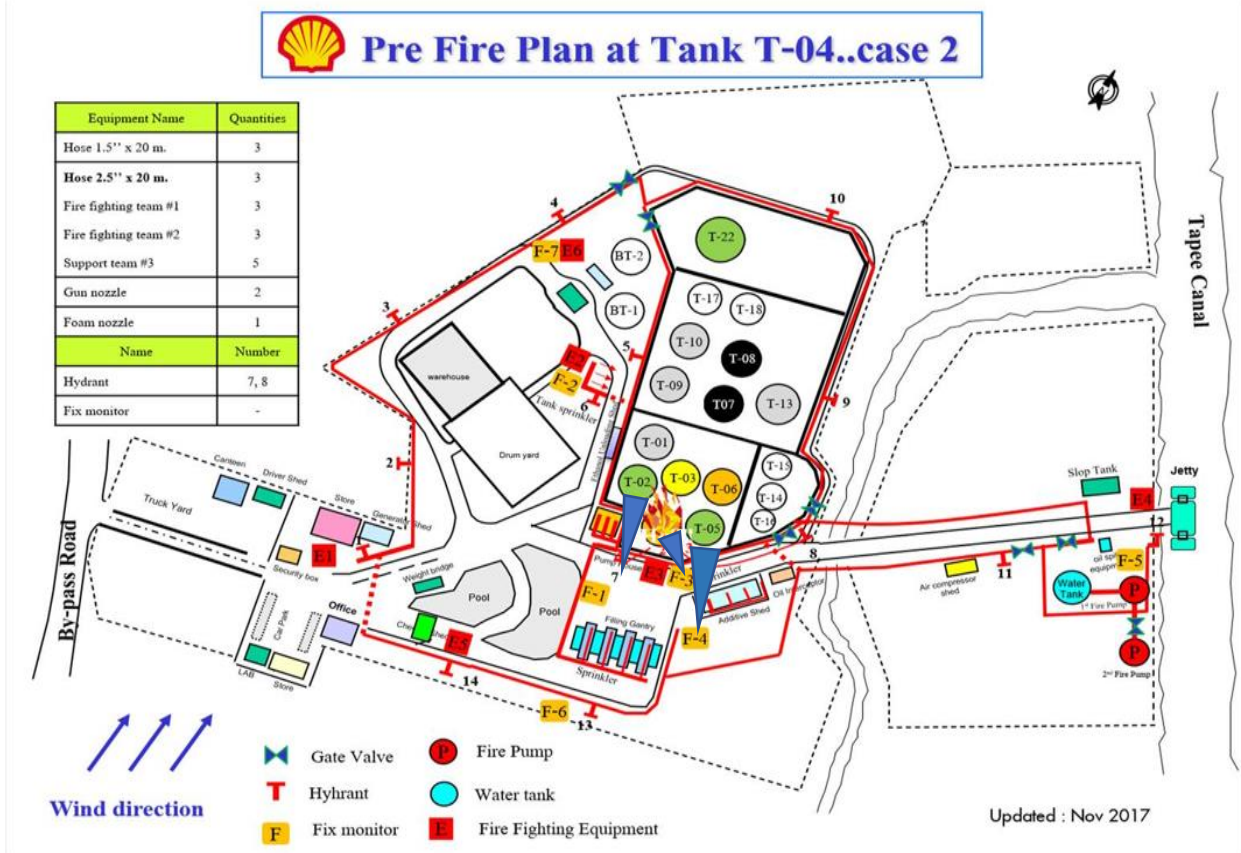 Pre Fire Plan at Tank T-04..case 2
Equipment Name Quantities
Hose 1.5'' x 20 m. 3
Hose 2.5'' x 20 m. 3
Fire fighting team #1 3
Fire fighting team #2 3
Support team #3 5
Gun nozzle 2
Foam nozzle 1
Name Number
Hydrant 7, 8
Fix monitor -
10
4
T-22
F-7 E6
BT-2
Tapee Canal
T-17
T-18
BT-1
3
T-10
5
T-08
E2
warehouse
F-2
T-09
T07
T-13
9
6
Tank sprinkler
T-01
Drum yard
2
T-15
Canteen
Driver Shed
T-02
T-03
T-06
Slop Tank
Jetty
T-14
E4
Truck Yard
Store
Generator Shed
T-05
T-16
12
E1
8
F-5
Security box
Weight bridge
E3
F-3
11
Air compressor shed
Water Tank
P
1st Fire Pump
7
F-1
Oil Interruptor
Additive Shed
By-pass Road
Pool
Pool
Office
Car Park
Filling Gantry
F-4
P
2nd Fire Pump
E5
LAB
Store
14
Sprinkler
F-6
13
Wind direction
Gate Valve
P Fire Pump
Hyhrant
Water tank
F Fix monitor
E Fire Fighting Equipment
Updated : Nov 2017